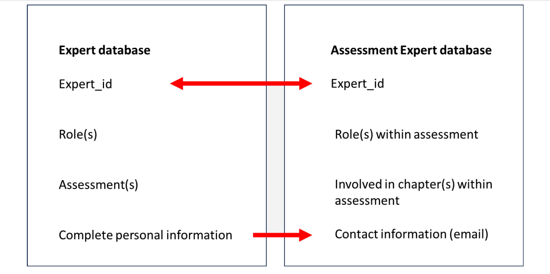 Expert database
Expert_id
Role(s)
Assessment(s)
Complete personal information
Assessment Expert database
Expert_id
Role(s) within assessment
Involved in chapter(s) within
assessment
Contact information (email)